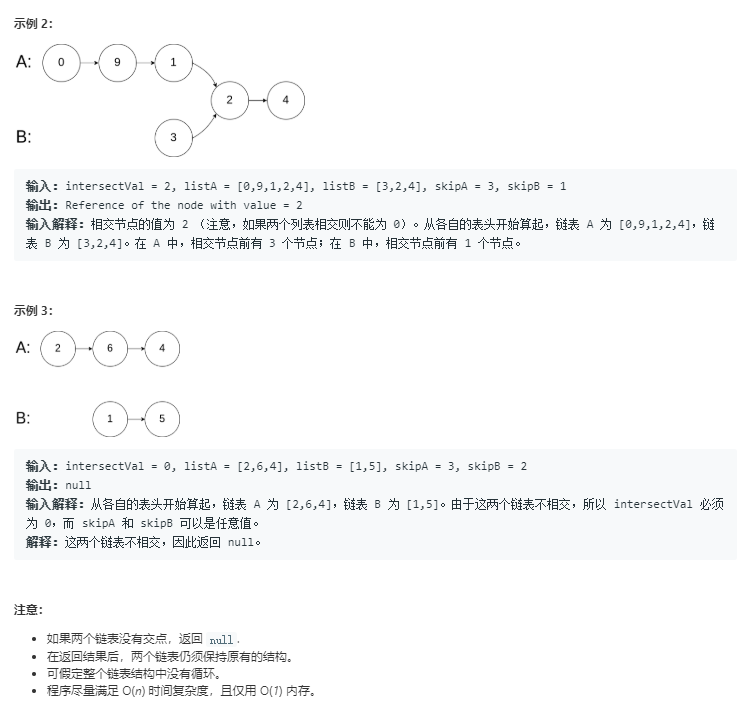 示例 2:
A: 0 9 1
2 4
B: 3
输入: intersectVal = 2, listA = [0,9,1,2,4], listB = [3,2,4], skipA = 3, skipB = 1
输出: Reference of the node with value = 2
输入解释: 相交节点的值为 2 (注意,如果两个列表相交则不能为 0)。从各自的表头开始算起,链表 A 为 [0,9,1,2,4],链
表 B 为 [3,2,4]。在 A 中,相交节点前有 3 个节点;在 B 中,相交节点前有 1 个节点。
示例 3:
A: 2 6 4
B: 1 5
输入: intersectVal = 0, listA = [2,6,4], listB = [1,5], skipA = 3, skipB = 2
输出: null
输入解释: 从各自的表头开始算起,链表 A 为 [2,6,4],链表 B 为 [1,5]。由于这两个链表不相交,所以 intersectVal 必须
为 0,而 skipA 和 skipB 可以是任意值。
解释: 这两个链表不相交,因此返回 null。
注意:
• 如果两个链表没有交点,返回 null .
• 在返回结果后,两个链表仍须保持原有的结构。
• 可假定整个链表结构中没有循环。
• 程序尽量满足 O(n) 时间复杂度,且仅用 O(1) 内存。